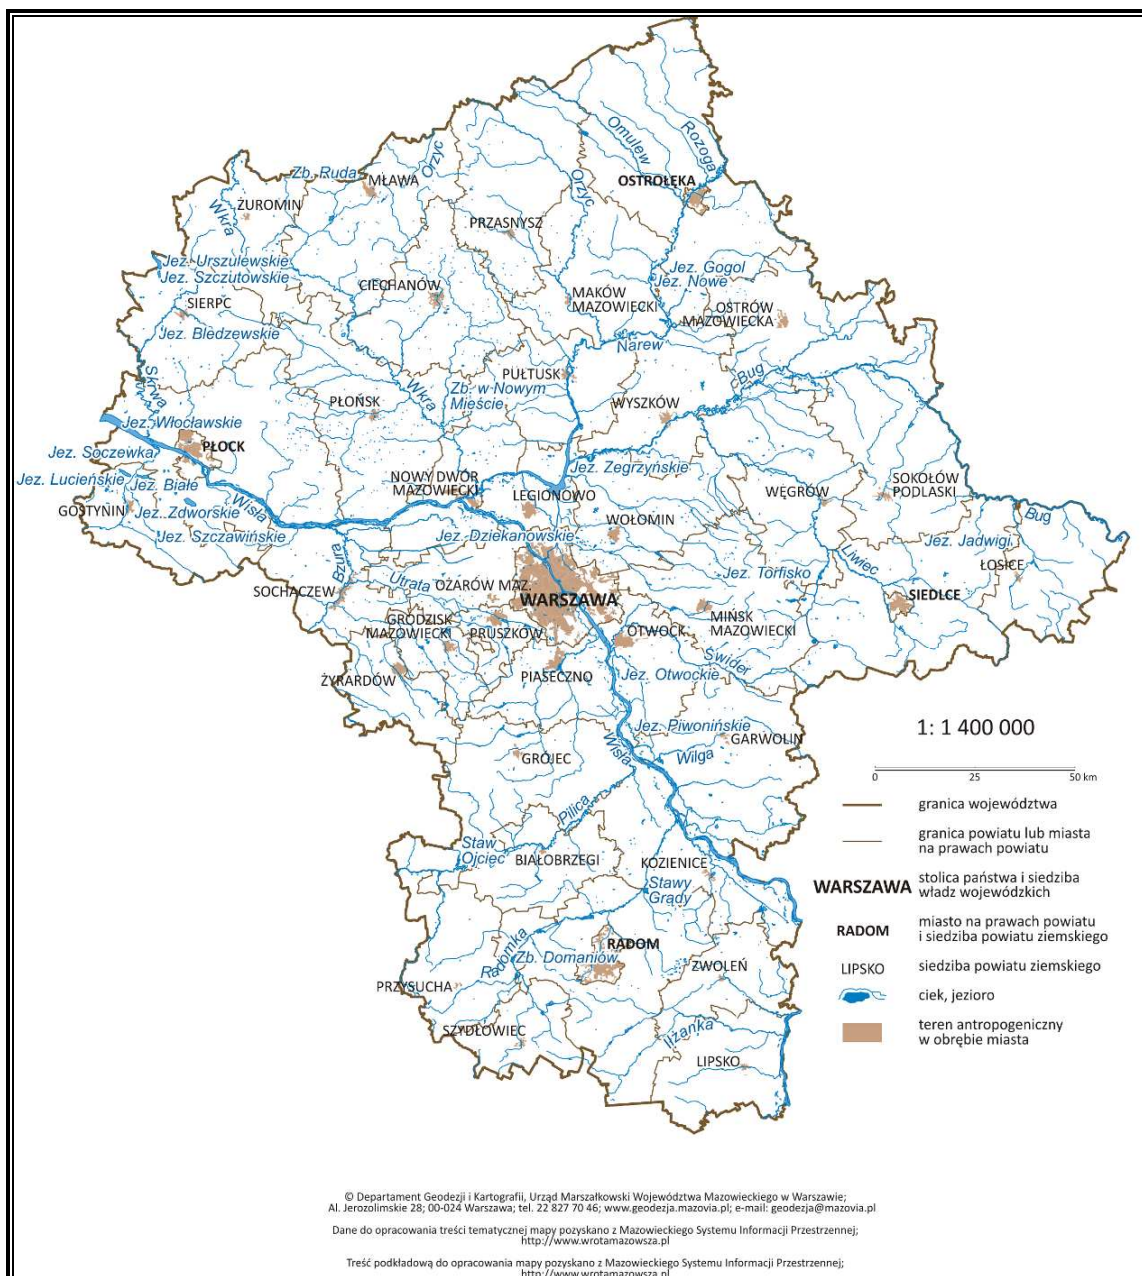 Omulew
Rozoga
Orzyc
Orzyc
OSTROŁĘKA
Zb. Ruda
MŁAWA
Wkra
ŻUROMIN
PRZASNYSZ
Jez. Urszulewskie
Jez. Szczutowskie
Jez. Gogol
Jez. Nowe
CIECHANÓW
SIERPC
MAKÓW
MAZOWIECKI
OSTRÓW
MAZOWIECKA
Jez. Bledzewskie
Narew
Skrwa
PUŁTUSK
Bug
Zb. w Nowym
Mieście
Wkra
PŁOŃSK
WYSZKÓW
Jez. Włocławskie
PŁOCK
Jez. Soczewka
Jez. Zegrzyńskie
NOWY DWÓR
MAZOWIECKI
Jez. Lucieńskie
Jez. Białe
SOKOŁÓW
PODLASKI
WĘGRÓW
LEGIONOWO
Wisła
GOSTYNIN
Jez. Zdworskie
Bug
WOŁOMIN
Jez. Szczawińskie
Jez. Dziekanowskie
Jez. Jadwigi
Bzura
Liwiec
ŁOSICE
Utrata
OŻARÓW MAZ.
Jez. Torfisko
SOCHACZEW
WARSZAWA
SIEDLCE
GRODZISK
MAZOWIECKI
PRUSZKÓW
OTWOCK
MIŃSK
MAZOWIECKI
Świder
ŻYRARDÓW
PIASECZNO
Jez. Otwockie
Jez. Piwonińskie
GARWOLIN
1: 1 400 000
Wisła
GRÓJEC
Wilga
0 25 50 km
granica województwa
Pilica
granica powiatu lub miasta
na prawach powiatu
Staw
Ojciec
BIAŁOBRZEGI
KOZIENICE
WARSZAWA
stolica państwa i siedziba
władz wojewódzkich
Stawy
Grądy
RADOM
miasto na prawach powiatu
i siedziba powiatu ziemskiego
Radomka
RADOM
Zb. Domaniów
ZWOLEŃ
LIPSKO
siedziba powiatu ziemskiego
PRZYSUCHA
ciek, jezioro
SZYDŁOWIEC
Iłżanka
teren antropogeniczny
w obrębie miasta
LIPSKO
© Departament Geodezji i Kartografii, Urząd Marszałkowski Województwa Mazowieckiego w Warszawie;
Al. Jerozolimskie 28; 00-024 Warszawa; tel. 22 827 70 46; www.geodezja.mazovia.pl; e-mail: geodezja@mazovia.pl
Dane do opracowania treści tematycznej mapy pozyskano z Mazowieckiego Systemu Informacji Przestrzennej;
http://www.wrotamazowsza.pl
Treść podkładową do opracowania mapy pozyskano z Mazowieckiego Systemu Informacji Przestrzennej;
http://www.wrotamazowsza.pl